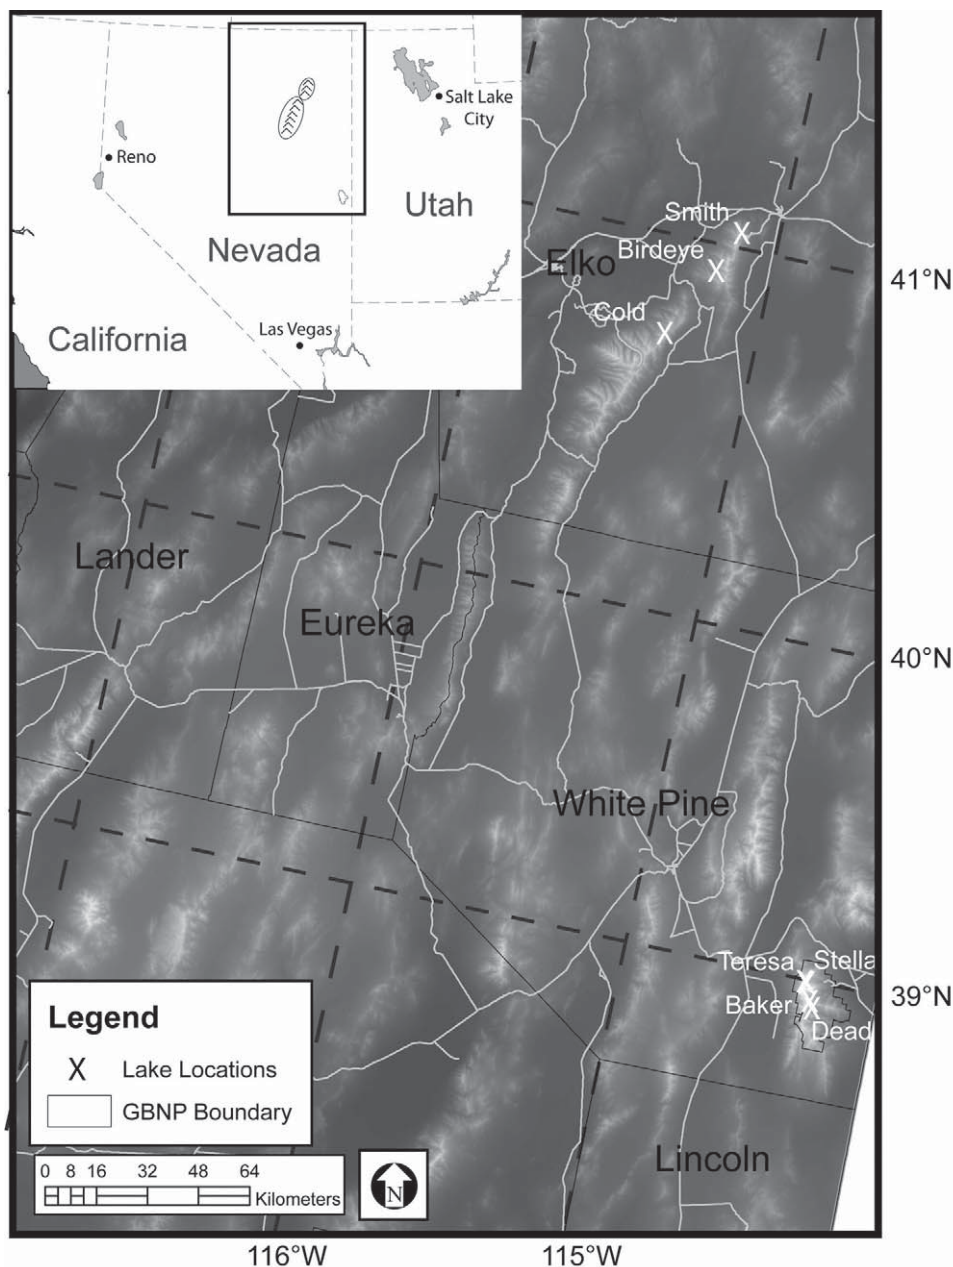 Salt Lake
City
Reno
Utah
Nevada
Las Vegas
California
Smith
Birdeye
Elko
Cold
41°N
Lander
Eureka
40°N
White Pine
Teresa
Stella
39°N
Baker
Dead
Legend
X Lake Locations
GBNP Boundary
Lincoln
0 8 16 32 48 64
Kilometers
N
116°W
115°W